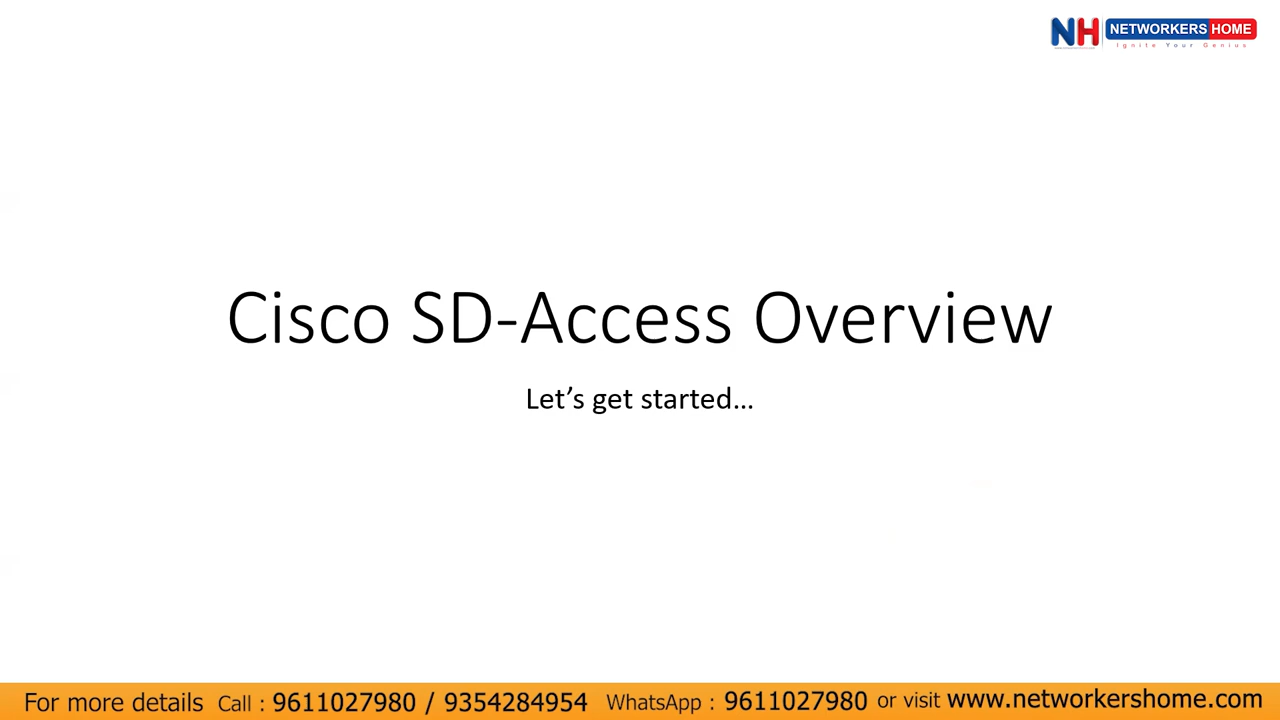 NH NETWORKERS HOME
Ignite Your Genius
Cisco SD-Access Overview
Let's get started...
For more details Call : 9611027980 / 9354284954 WhatsApp : 9611027980 or visit www.networkershome.com